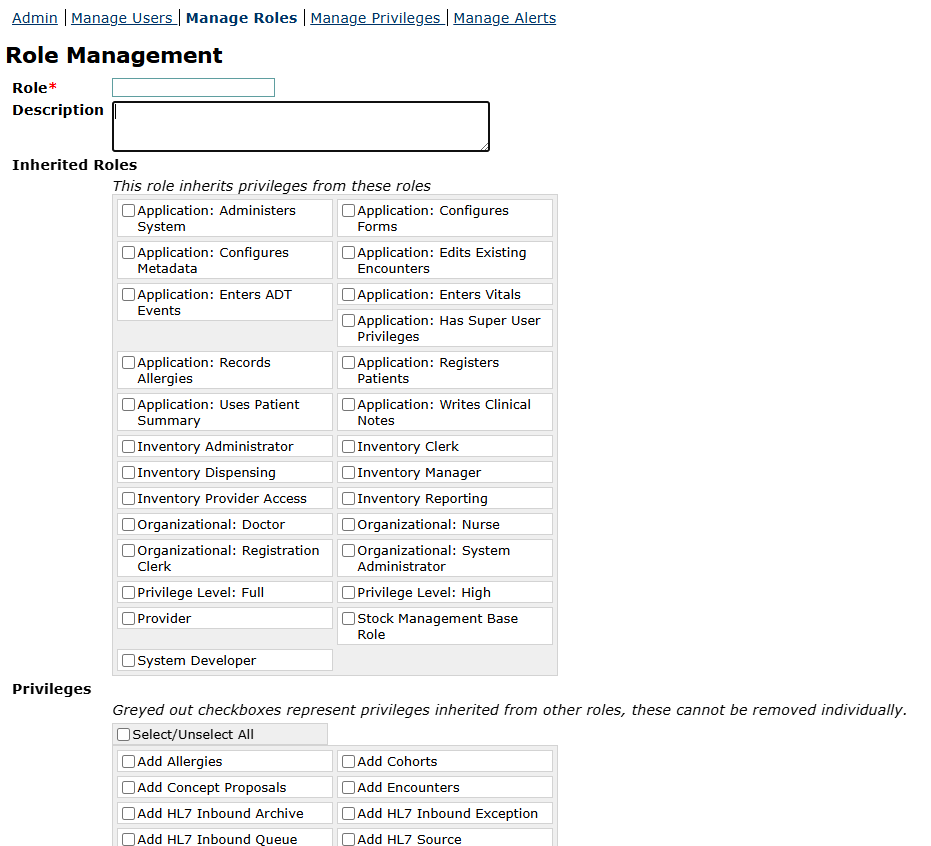 Admin Manage Users Manage Roles Manage Privileges Manage Alerts
Role Management
Role*
Description
Inherited Roles
This role inherits privileges from these roles
Application: Administers System
Application: Configures Forms
Application: Configures Metadata
Application: Edits Existing Encounters
Application: Enters ADT Events
Application: Enters Vitals
Application: Has Super User Privileges
Application: Records Allergies
Application: Registers Patients
Application: Uses Patient Summary
Application: Writes Clinical Notes
Inventory Administrator
Inventory Clerk
Inventory Dispensing
Inventory Manager
Inventory Provider Access
Inventory Reporting
Organizational: Doctor
Organizational: Nurse
Organizational: Registration Clerk
Organizational: System Administrator
Privilege Level: Full
Privilege Level: High
Provider
Stock Management Base Role
System Developer
Privileges
Greyed out checkboxes represent privileges inherited from other roles, these cannot be removed individually.
Select/Unselect All
Add Allergies
Add Cohorts
Add Concept Proposals
Add Encounters
Add HL7 Inbound Archive
Add HL7 Inbound Exception
Add HL7 Inbound Queue
Add HL7 Source